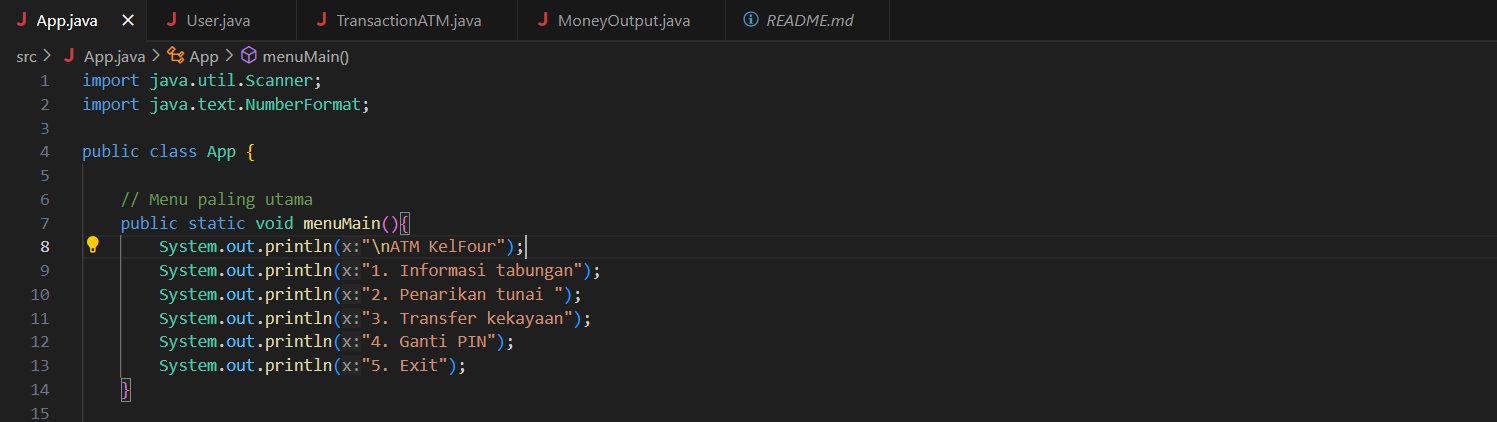 App.java User.java TransactionATM.java MoneyOutput.java README.md
src > App.java > App > menuMain()
1 import java.util.Scanner;
2 import java.text.NumberFormat;
3
4 public class App {
5
6     // Menu paling utama
7     public static void menuMain(){
8         System.out.println(x:"\nATM KelFour");
9         System.out.println(x:"1. Informasi tabungan");
10         System.out.println(x:"2. Penarikan tunai ");
11         System.out.println(x:"3. Transfer kekayaan");
12         System.out.println(x:"4. Ganti PIN");
13         System.out.println(x:"5. Exit");
14     }
15